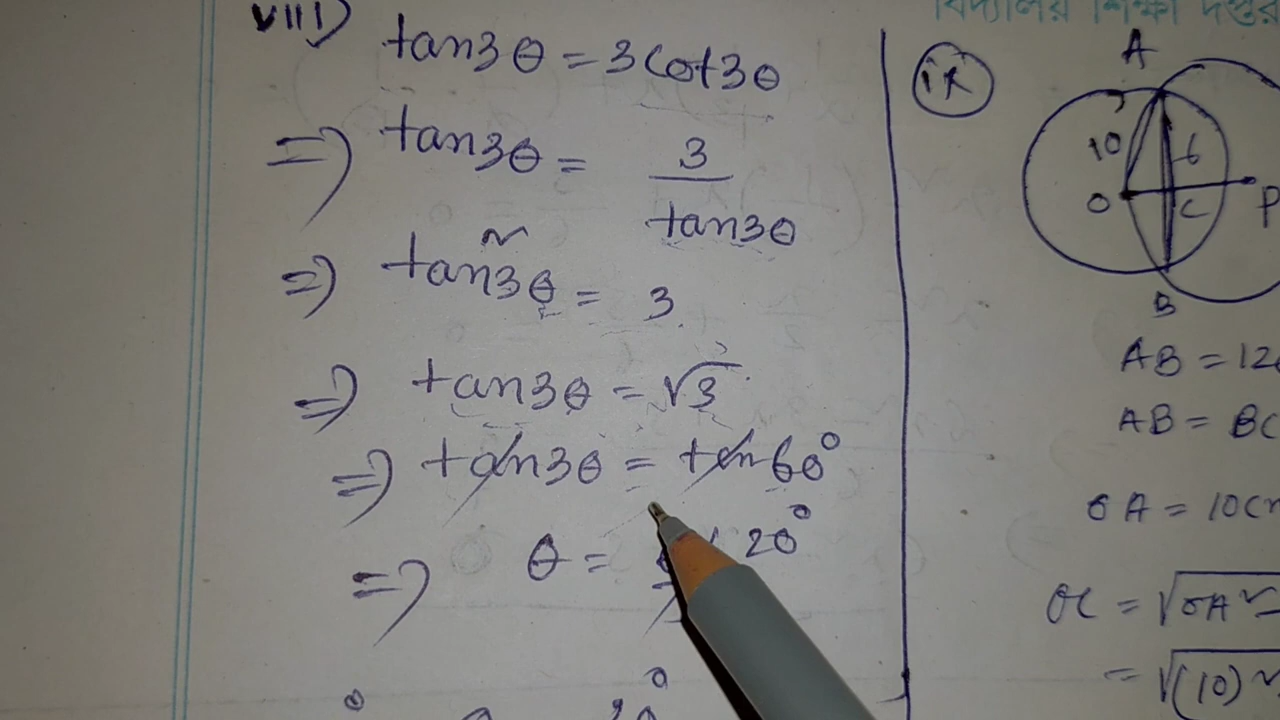 বিদ্যালয় শিক্ষা দপ্তর
viii)
tan3θ = 3cot3θ
⇒ tan3θ = 3/tan3θ
⇒ tan²3θ = 3
⇒ tan3θ = √3
⇒ tan3θ = tan60°
⇒ θ = 20°
ix
A
10 6
O C P
B
AB = 12
AB = BC
OA = 10c
OC = √OA²
= √(10)²